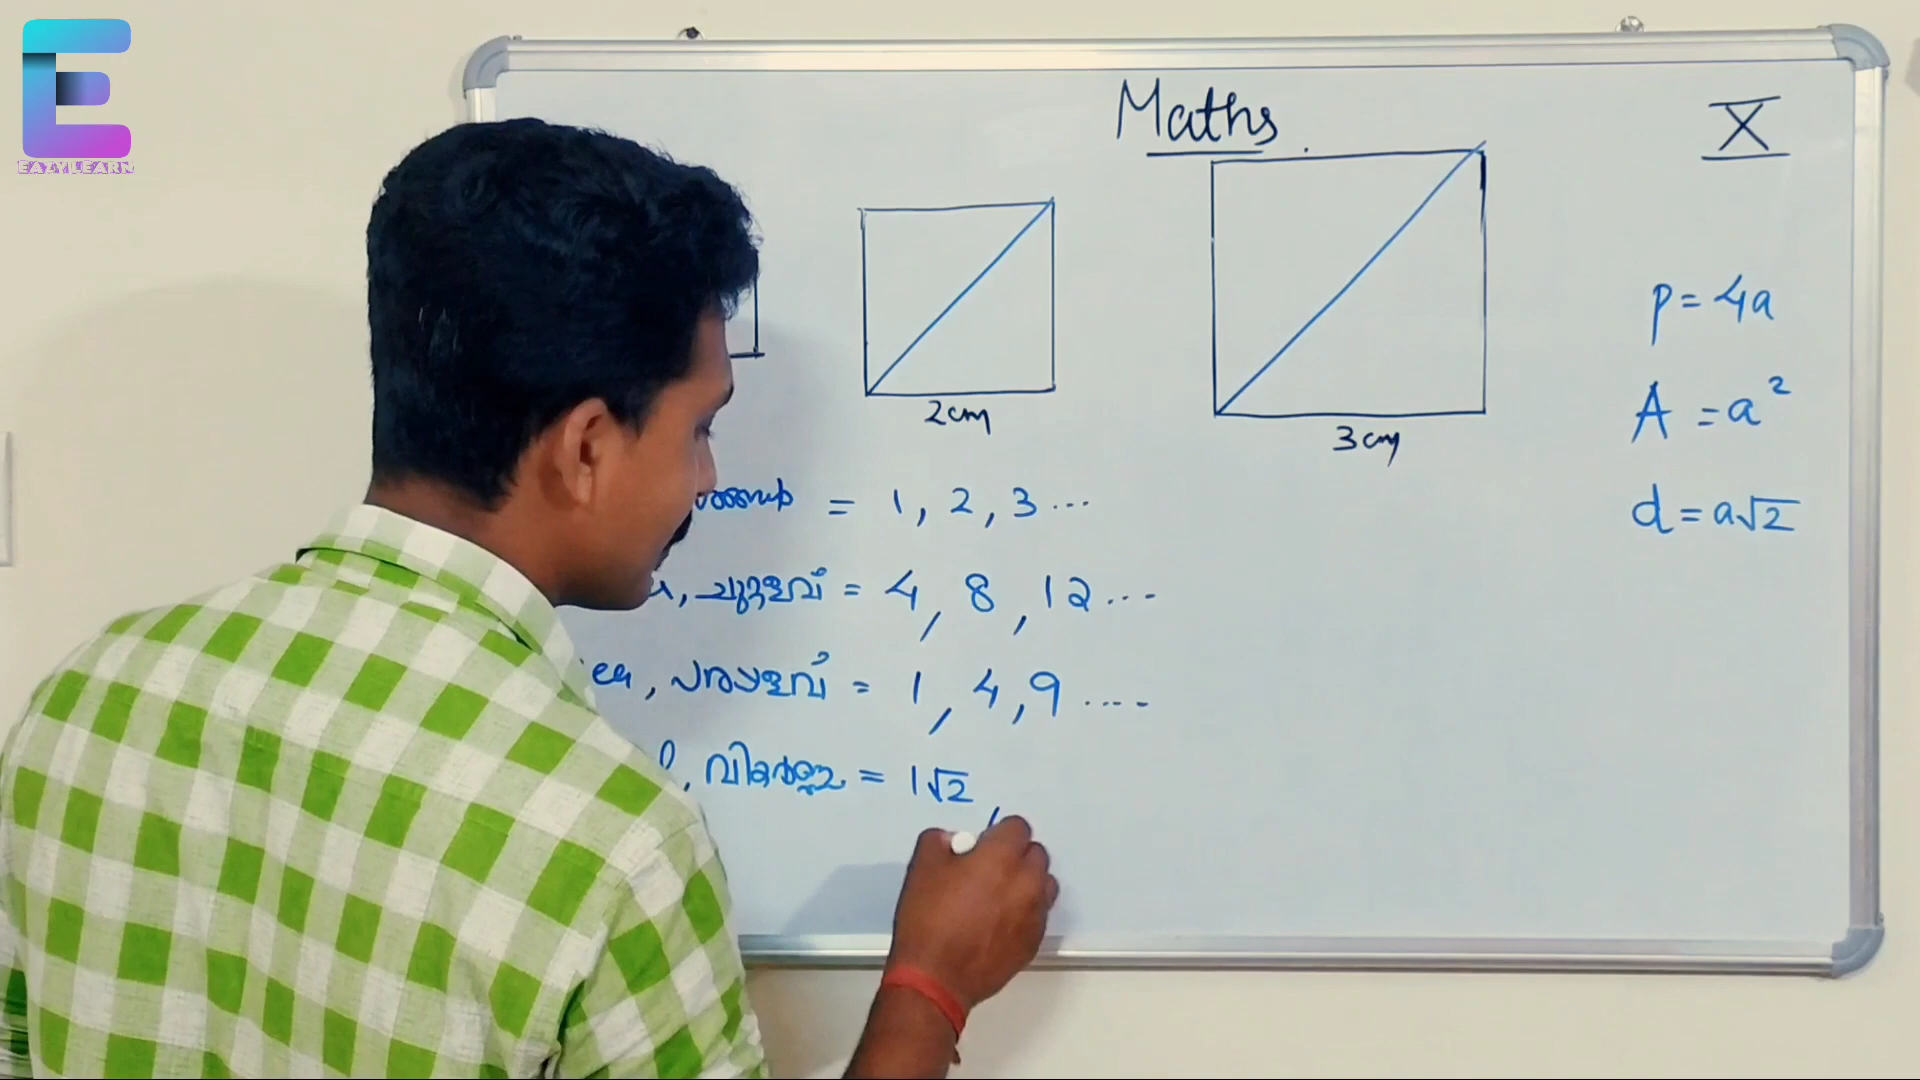 EAZYLEARN
Maths.
X
2cm
3cm
p = 4a
A = a²
d = a√2
= 1, 2, 3 ...
, ചുറ്റളവ് = 4, 8, 12 ...
, പരപ്പളവ് = 1, 4, 9 ....
, വികർണ്ണം = 1√2,